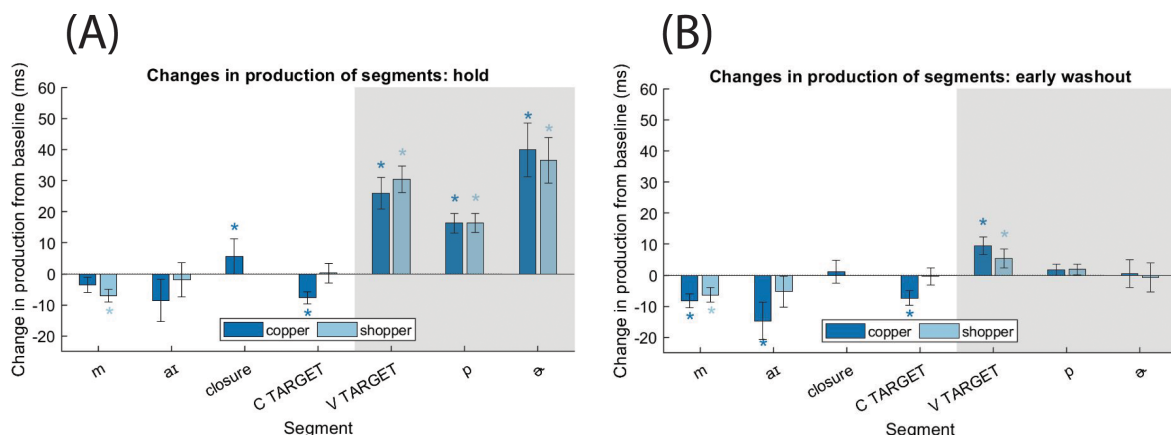 (A)
Changes in production of segments: hold
Change in production from baseline (ms)
60
50
40
30
20
10
0
-10
-20
* * * * * * * * *
copper shopper
m aɪ closure C TARGET V TARGET p ɚ
Segment
(B)
Changes in production of segments: early washout
Change in production from baseline (ms)
60
50
40
30
20
10
0
-10
-20
* * * * * *
copper shopper
m aɪ closure C TARGET V TARGET p ɚ
Segment